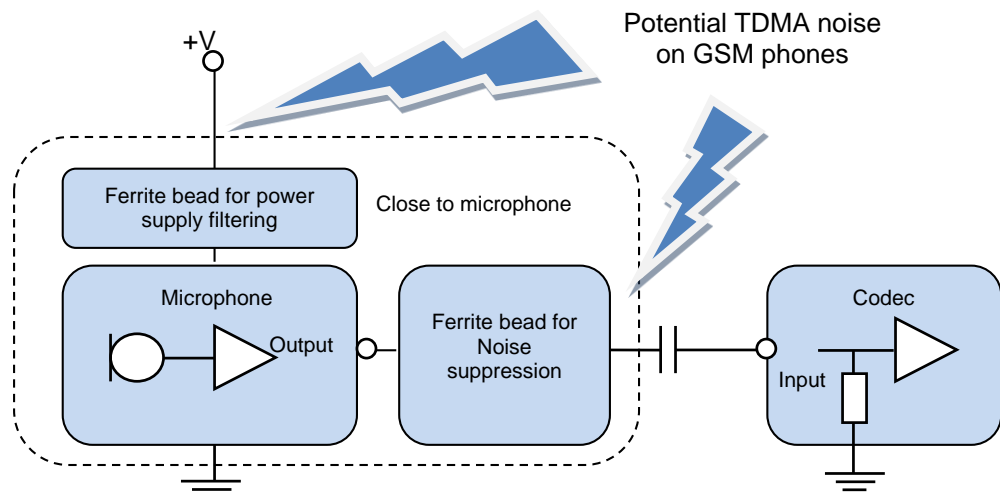 Potential TDMA noise
on GSM phones
+V
Ferrite bead for power
supply filtering
Close to microphone
Microphone
Output
Ferrite bead for
Noise
suppression
Codec
Input